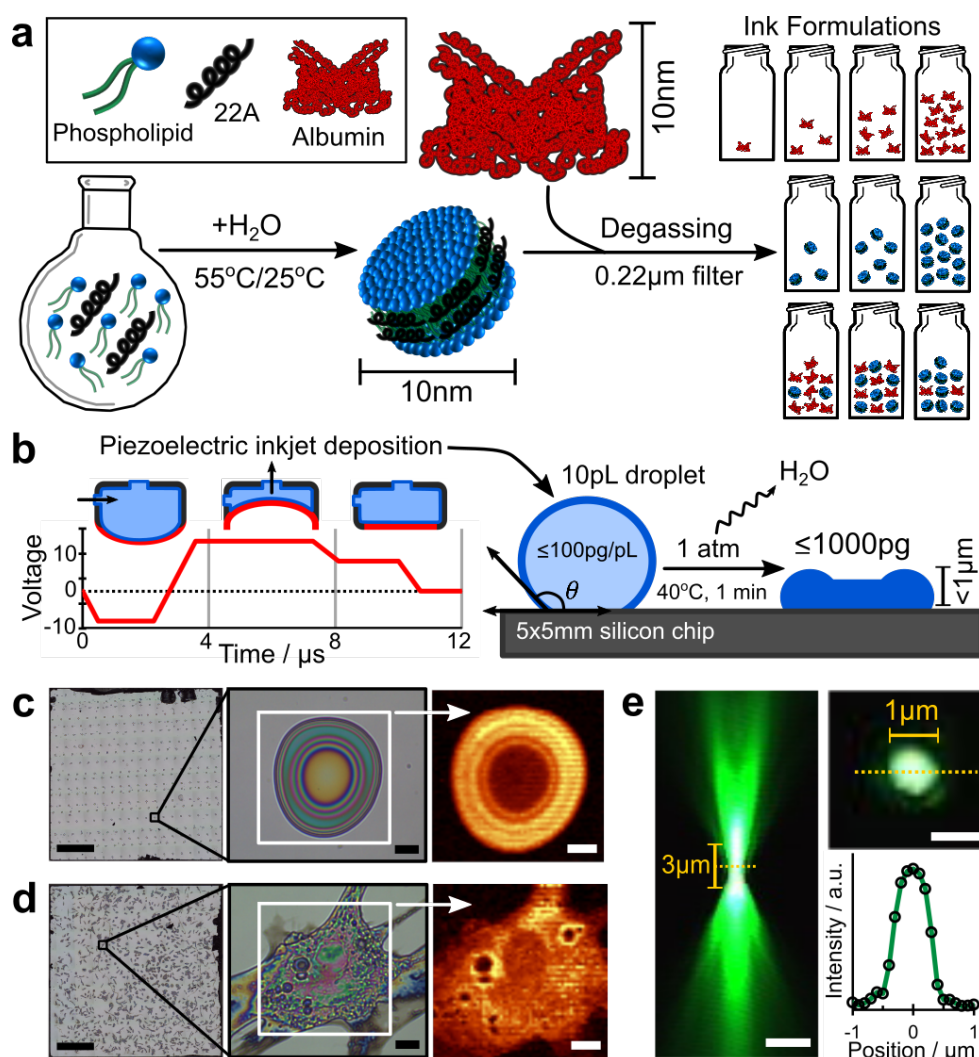 a
Phospholipid
22A
Albumin
10nm
Ink Formulations
+H₂O
55°C/25°C
Degassing
0.22µm filter
10nm
b
Piezoelectric inkjet deposition
10pL droplet
H₂O
≤100pg/pL
1 atm
40°C, 1 min
≤1000pg
<1µm
θ
5x5mm silicon chip
Voltage
10
0
-10
0
4
8
12
Time / µs
c
d
e
3µm
1µm
Intensity / a.u.
-1
0
1
Position / µm